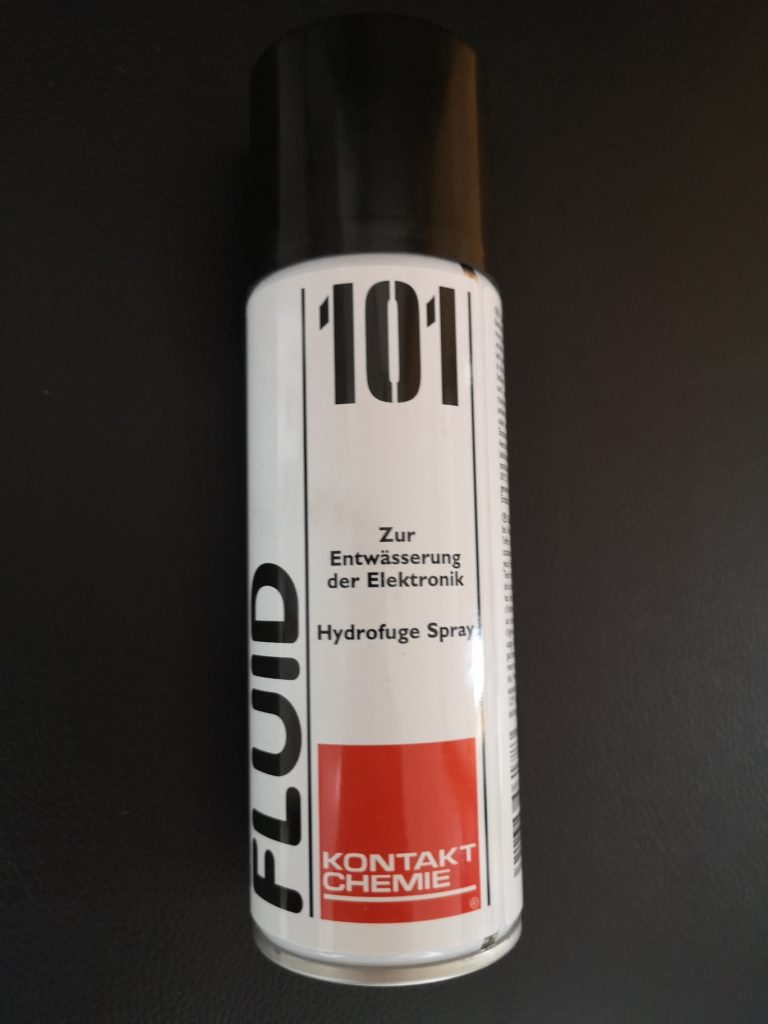 101
Zur
Entwässerung
der Elektronik
Hydrofuge Spray
FLUID
KONTAKT
CHEMIE
®